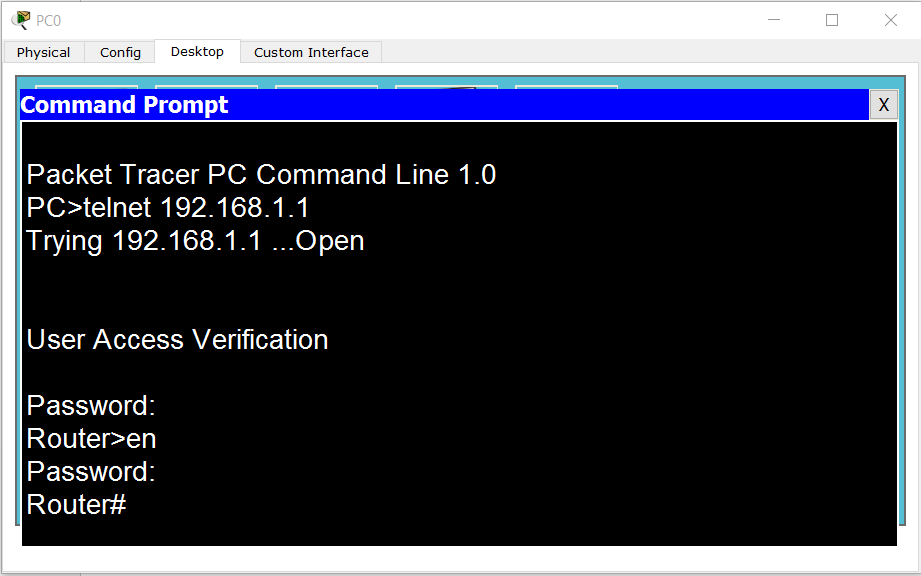 PC0
Physical Config Desktop Custom Interface
Command Prompt X
Packet Tracer PC Command Line 1.0
PC>telnet 192.168.1.1
Trying 192.168.1.1 ...Open
User Access Verification
Password:
Router>en
Password:
Router#